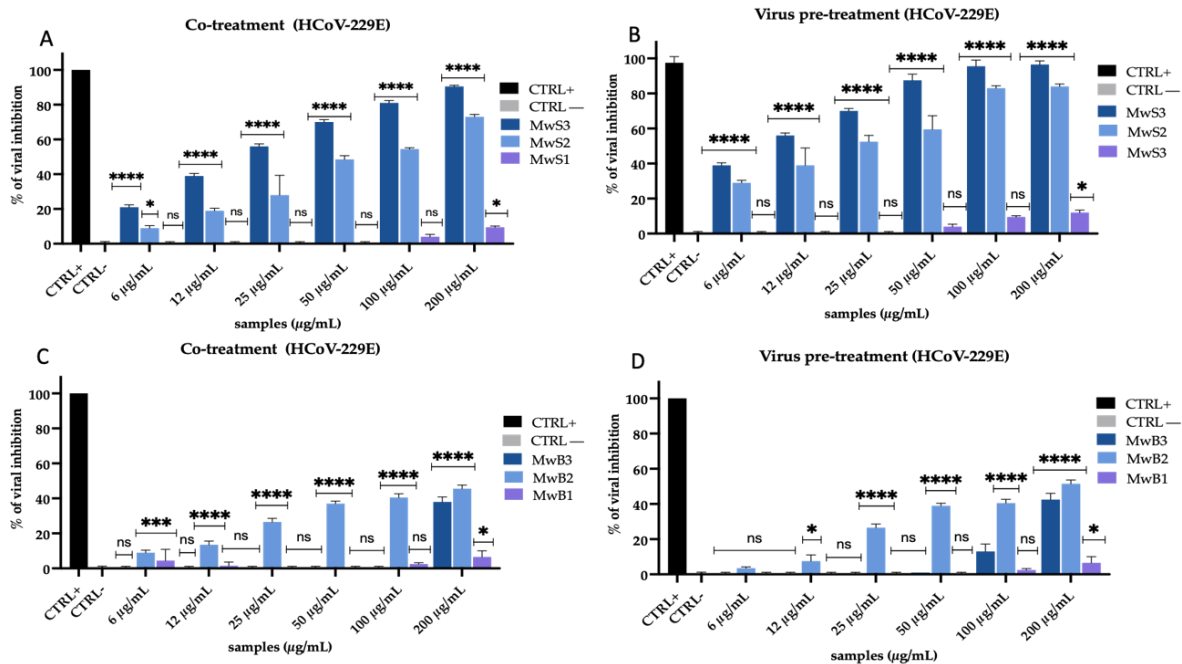 A
Co-treatment (HCoV-229E)
% of viral inhibition
100
80
60
40
20
0
****
*
ns
****
ns
****
ns
****
ns
****
ns
****
*
CTRL+
CTRL-
6 µg/mL
12 µg/mL
25 µg/mL
50 µg/mL
100 µg/mL
200 µg/mL
samples (µg/mL)
CTRL+
CTRL —
MwS3
MwS2
MwS1
B
Virus pre-treatment (HCoV-229E)
% of viral inhibition
100
80
60
40
20
0
****
ns
****
ns
****
ns
****
ns
****
ns
****
*
CTRL+
CTRL-
6 µg/mL
12 µg/mL
25 µg/mL
50 µg/mL
100 µg/mL
200 µg/mL
samples (µg/mL)
CTRL+
CTRL —
MwS3
MwS2
MwS3
C
Co-treatment (HCoV-229E)
% of viral inhibition
100
80
60
40
20
0
ns
***
ns
****
ns
****
ns
****
ns
****
ns
****
*
CTRL+
CTRL-
6 µg/mL
12 µg/mL
25 µg/mL
50 µg/mL
100 µg/mL
200 µg/mL
samples (µg/mL)
CTRL+
CTRL —
MwB3
MwB2
MwB1
D
Virus pre-treatment (HCoV-229E)
% of viral inhibition
100
80
60
40
20
0
ns
*
ns
****
ns
****
ns
****
ns
****
*
CTRL+
CTRL-
6 µg/mL
12 µg/mL
25 µg/mL
50 µg/mL
100 µg/mL
200 µg/mL
samples (µg/mL)
CTRL+
CTRL —
MwB3
MwB2
MwB1